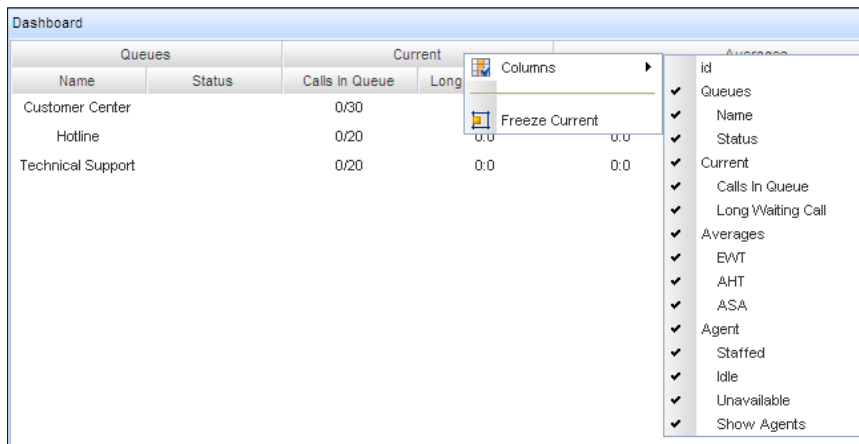 Dashboard
Queues Current Averages
Name Status Calls In Queue Long
Customer Center 0/30
Hotline 0/20 0:0 0:0
Technical Support 0/20 0:0 0:0
Columns
Freeze Current
id
Queues
Name
Status
Current
Calls In Queue
Long Waiting Call
Averages
EWT
AHT
ASA
Agent
Staffed
Idle
Unavailable
Show Agents